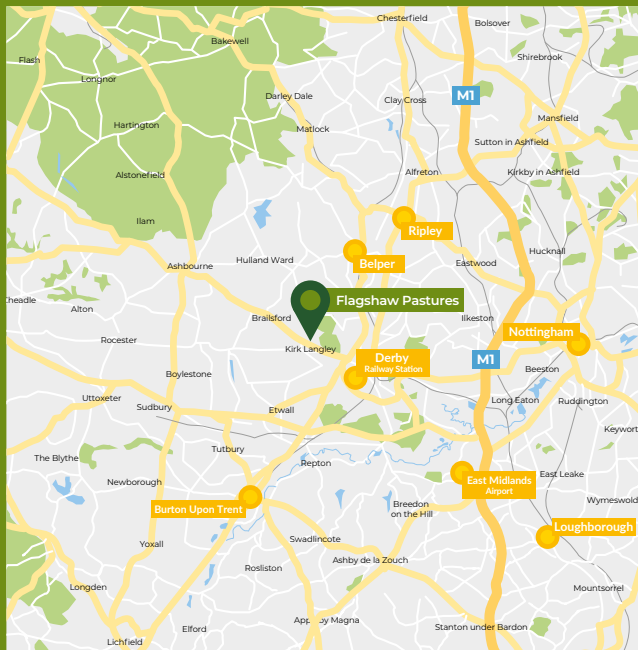 Chesterfield
Bolsover
Bakewell
Flash
Shirebrook
Longnor
Darley Dale
M1
Clay Cross
Mansfield
Hartington
Matlock
Sutton in Ashfield
Alstonefield
Alfreton
Kirkby in Ashfield
Ilam
Ripley
Hucknall
Hulland Ward
Belper
Eastwood
Ashbourne
Cheadle
Flagshaw Pastures
Alton
Brailsford
Ilkeston
Nottingham
Rochester
Kirk Langley
Derby
Railway Station
M1
Beeston
Boylestone
Uttoxeter
Sudbury
Etwall
Long Eaton
Ruddington
Keywort
Tutbury
The Blythe
Repton
Newborough
East Midlands
Airport
East Leake
Burton Upon Trent
Breedon
on the Hill
Wymeswold
Loughborough
Yoxall
Swadlincote
Ashby de la Zouch
Rosliston
Longden
Mountsorrel
Appleby Magna
Elford
Stanton under Bardon
Lichfield